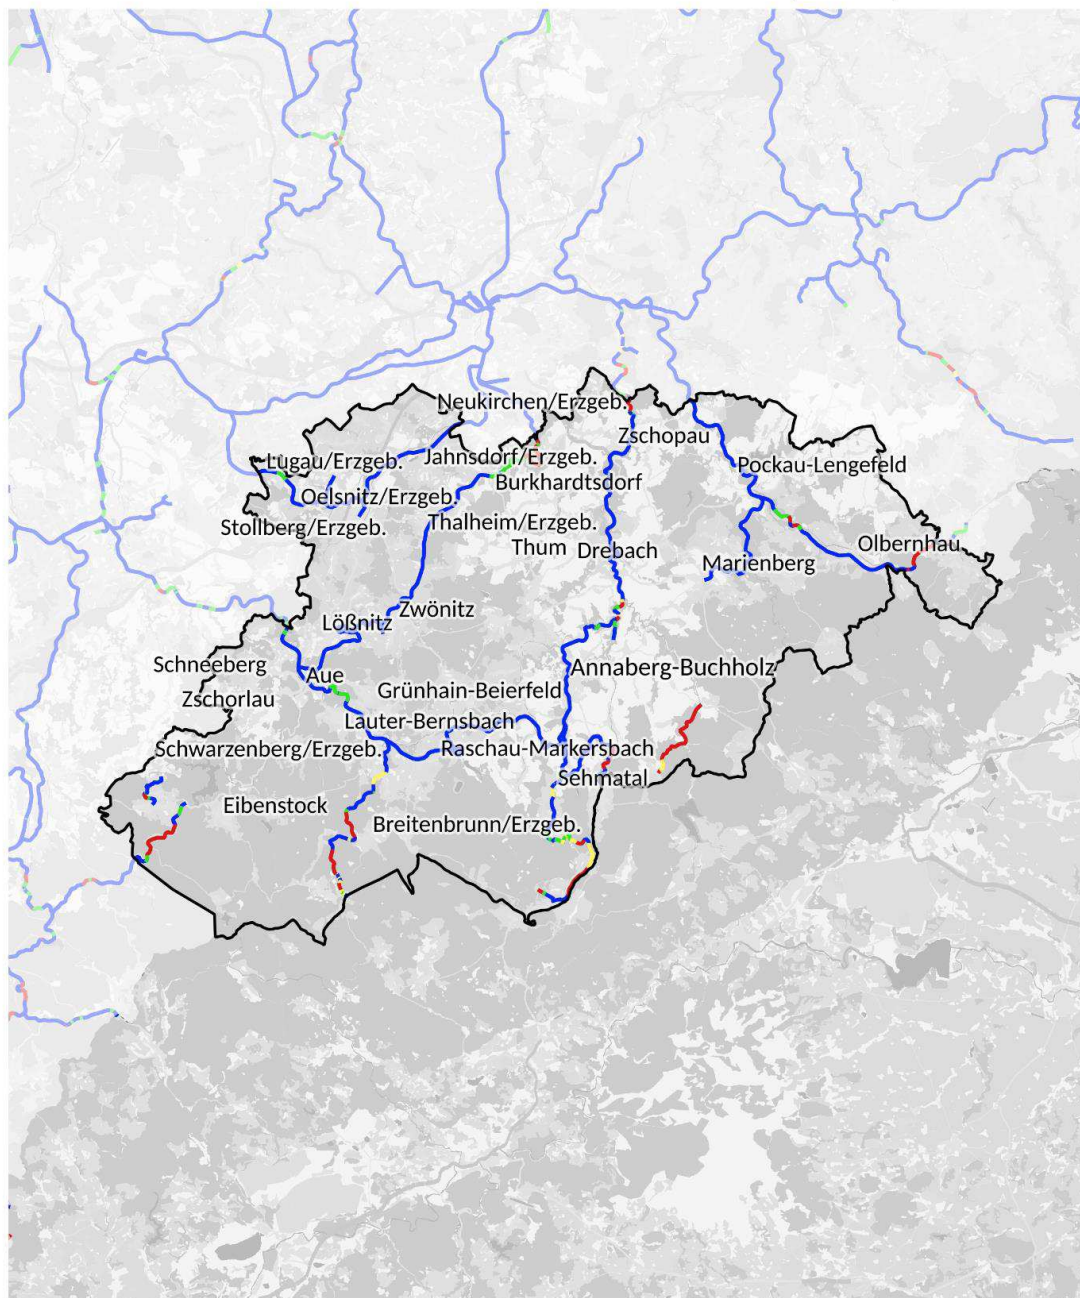 Neukirchen/Erzgeb.
Zschopau
Lugau/Erzgeb.
Jahnsdorf/Erzgeb.
Pockau-Lengefeld
Burkhardtsdorf
Oelsnitz/Erzgeb.
Stollberg/Erzgeb.
Thalheim/Erzgeb.
Thum
Drebach
Olbernhau
Marienberg
Zwönitz
Lößnitz
Schneeberg
Aue
Annaberg-Buchholz
Zschorlau
Grünhain-Beierfeld
Lauter-Bernsbach
Schwarzenberg/Erzgeb.
Raschau-Markersbach
Sehmatal
Eibenstock
Breitenbrunn/Erzgeb.